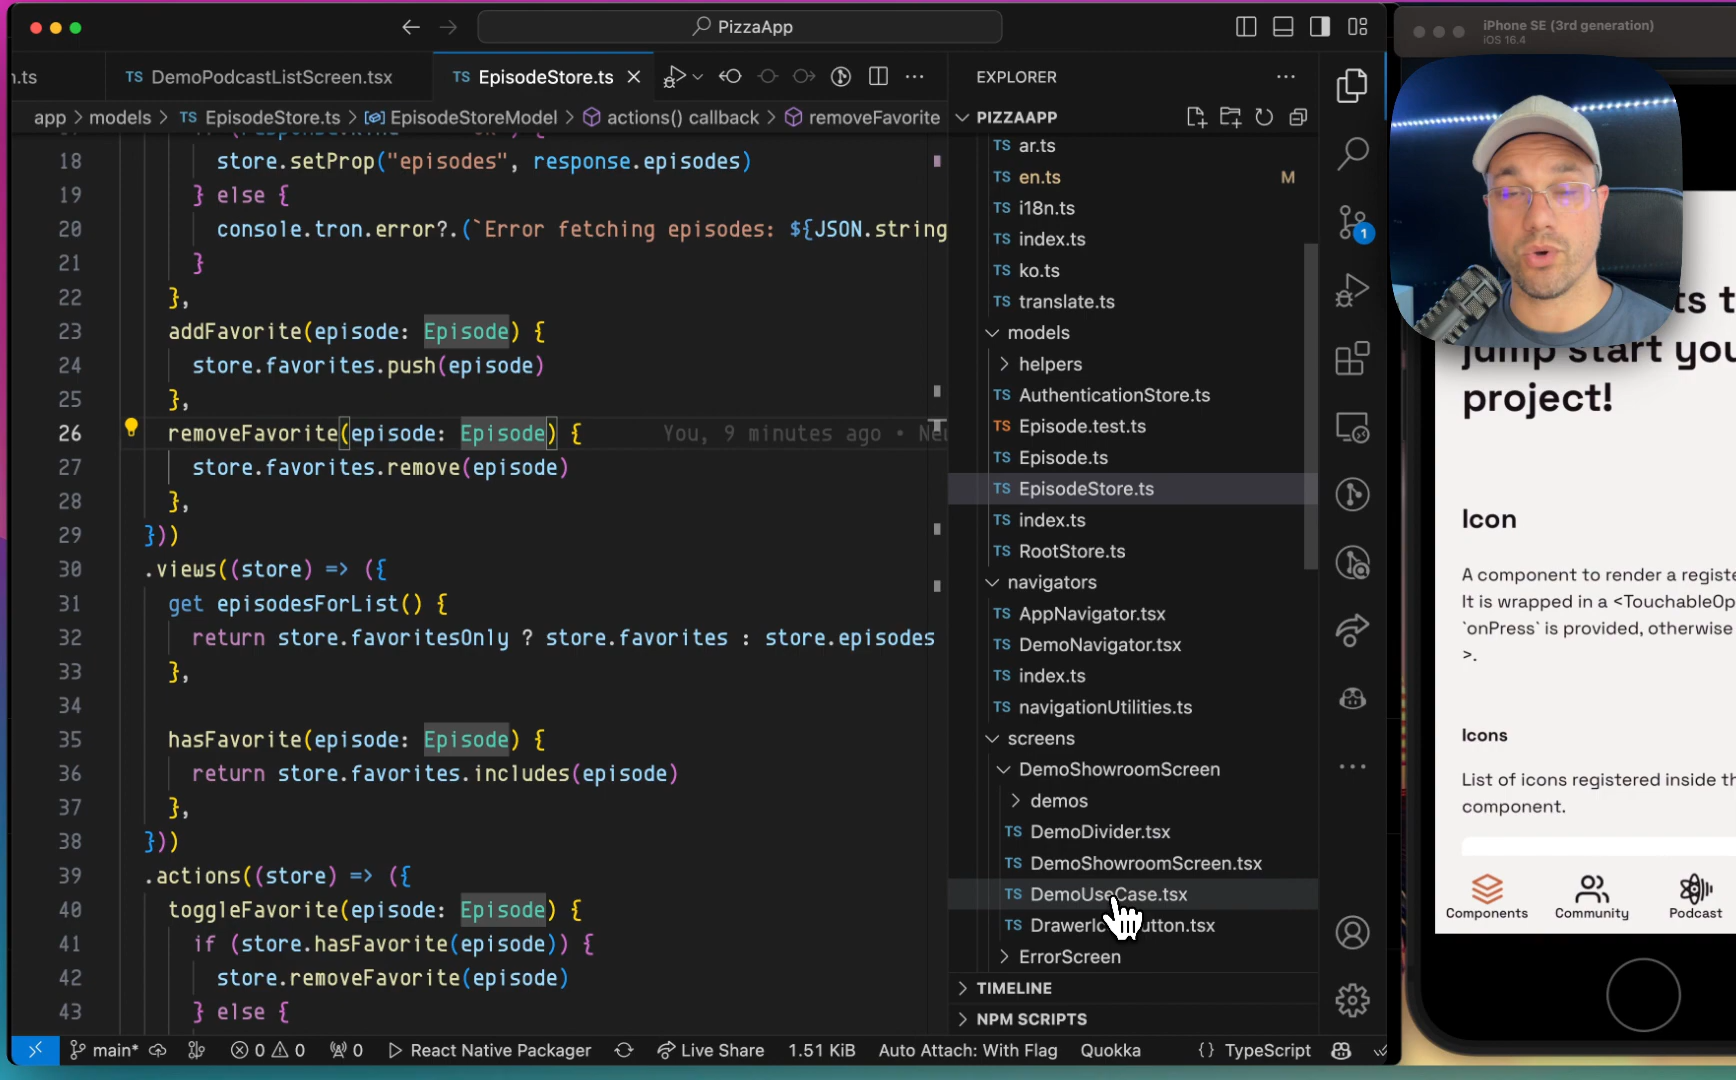 PizzaApp
iPhone SE (3rd generation)
iOS 16.4
n.ts
TS DemoPodcastListScreen.tsx
TS EpisodeStore.ts
EXPLORER
app > models > TS EpisodeStore.ts > EpisodeStoreModel > actions() callback > removeFavorite
PIZZAAPP
18 store.setProp("episodes", response.episodes)
19 } else {
20 console.tron.error?.(`Error fetching episodes: ${JSON.string
21 }
22 },
23 addFavorite(episode: Episode) {
24 store.favorites.push(episode)
25 },
26 removeFavorite(episode: Episode) { You, 9 minutes ago •
27 store.favorites.remove(episode)
28 },
29 }))
30 .views((store) => ({
31 get episodesForList() {
32 return store.favoritesOnly ? store.favorites : store.episodes
33 },
34
35 hasFavorite(episode: Episode) {
36 return store.favorites.includes(episode)
37 },
38 }))
39 .actions((store) => ({
40 toggleFavorite(episode: Episode) {
41 if (store.hasFavorite(episode)) {
42 store.removeFavorite(episode)
43 } else {
TS ar.ts
TS en.ts M
TS i18n.ts
TS index.ts
TS ko.ts
TS translate.ts
models
helpers
TS AuthenticationStore.ts
TS Episode.test.ts
TS Episode.ts
TS EpisodeStore.ts
TS index.ts
TS RootStore.ts
navigators
TS AppNavigator.tsx
TS DemoNavigator.tsx
TS index.ts
TS navigationUtilities.ts
screens
DemoShowroomScreen
demos
TS DemoDivider.tsx
TS DemoShowroomScreen.tsx
TS DemoUseCase.tsx
TS DrawerIc utton.tsx
ErrorScreen
TIMELINE
NPM SCRIPTS
1
ts t
jump start you
project!
Icon
A component to render a registe
It is wrapped in a <TouchableOp
`onPress` is provided, otherwise
>.
Icons
List of icons registered inside th
component.
Components
Community
Podcast
main*
0 0
0
React Native Packager
Live Share
1.51 KiB
Auto Attach: With Flag
Quokka
{} TypeScript